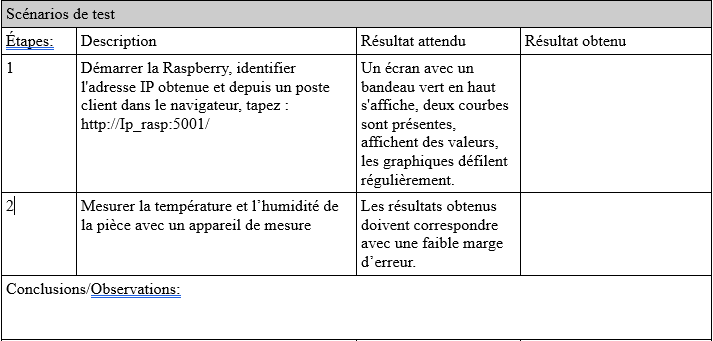 Scénarios de test
Étapes:
Description
Résultat attendu
Résultat obtenu
1
Démarrer la Raspberry, identifier
l'adresse IP obtenue et depuis un poste
client dans le navigateur, tapez :
http://Ip_rasp:5001/
Un écran avec un
bandeau vert en haut
s'affiche, deux courbes
sont présentes,
affichent des valeurs,
les graphiques défilent
régulièrement.
2
Mesurer la température et l’humidité de
la pièce avec un appareil de mesure
Les résultats obtenus
doivent correspondre
avec une faible marge
d’erreur.
Conclusions/Observations: